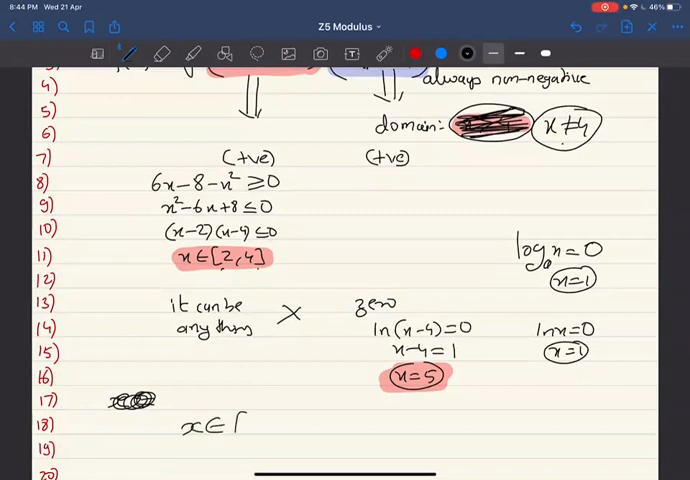 8:44 PM Wed 21 Apr
46%
Z5 Modulus
always non-negative
4)
5)
6) domain: x≠4
7) (+ve) (+ve)
8) 6x-8-x²≥0
9) x²-6x+8≤0
10) (x-2)(x-4)≤0
11) x∈[2,4] logₐx=0
12) x=1
13) it can be × zero
14) anything ln(x-4)=0 lnx=0
15) x-4=1 x=1
16) x=5
17)
18) x∈[
19)
20)